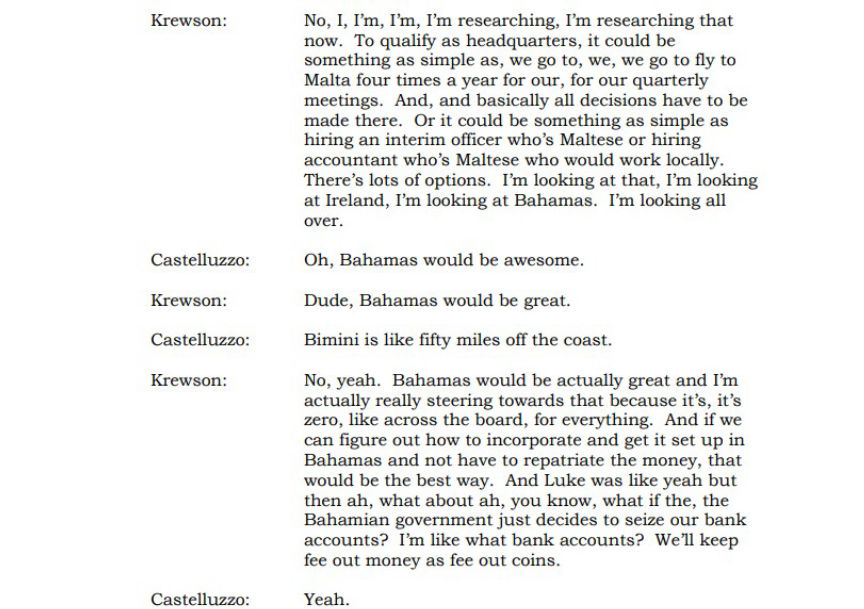 Krewson: No, I, I'm, I'm, I'm researching, I'm researching that
now. To qualify as headquarters, it could be
something as simple as, we go to, we, we go to fly to
Malta four times a year for our, for our quarterly
meetings. And, and basically all decisions have to be
made there. Or it could be something as simple as
hiring an interim officer who's Maltese or hiring
accountant who's Maltese who would work locally.
There's lots of options. I'm looking at that, I'm looking
at Ireland, I'm looking at Bahamas. I'm looking all
over.
Castelluzzo: Oh, Bahamas would be awesome.
Krewson: Dude, Bahamas would be great.
Castelluzzo: Bimini is like fifty miles off the coast.
Krewson: No, yeah. Bahamas would be actually great and I'm
actually really steering towards that because it's, it's
zero, like across the board, for everything. And if we
can figure out how to incorporate and get it set up in
Bahamas and not have to repatriate the money, that
would be the best way. And Luke was like yeah but
then ah, what about ah, you know, what if the, the
Bahamian government just decides to seize our bank
accounts? I'm like what bank accounts? We'll keep
fee out money as fee out coins.
Castelluzzo: Yeah.